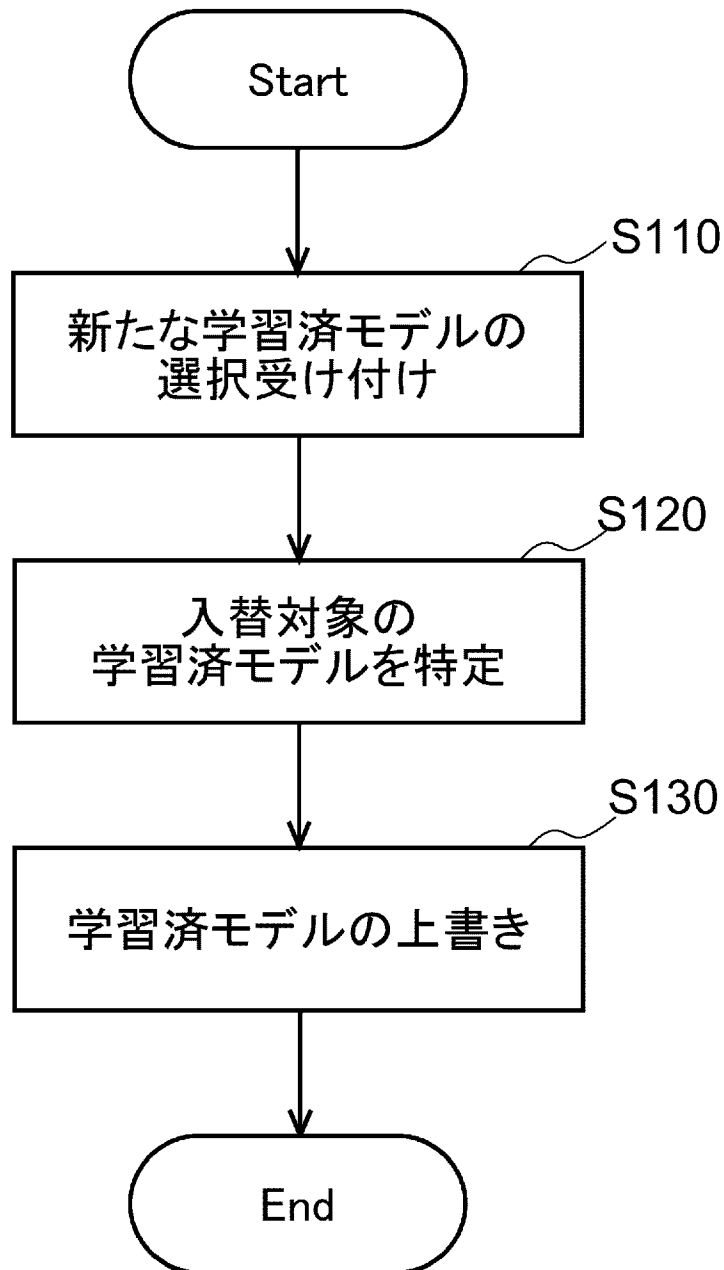 Start
S110
新たな学習済モデルの
選択受け付け
S120
入替対象の
学習済モデルを特定
S130
学習済モデルの上書き
End